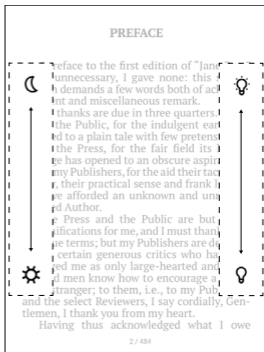 PREFACE
reface to the first edition of "Jan
unnecessary, I gave none: this
demands a few words both of ac
nt and miscellaneous remark.
thanks are due in three quarters.
the Public, for the indulgent ear
d to a plain tale with few pretens
the Press, for the fair field its
ge has opened to an obscure aspir
my Publishers, for the aid their tac
, their practical sense and frank l
ve afforded an unknown and un
d Author.
e Press and the Public are but
ifications for me, and I must than
ue terms; but my Publishers are de
certain generous critics who ha
ed me as only large-hearted and
d men know how to encourage a
tranger; to them, i.e., to my Pub
and the select Reviewers, I say cordially, Gen-
tlemen, I thank you from my heart.
Having thus acknowledged what I owe
2 / 484